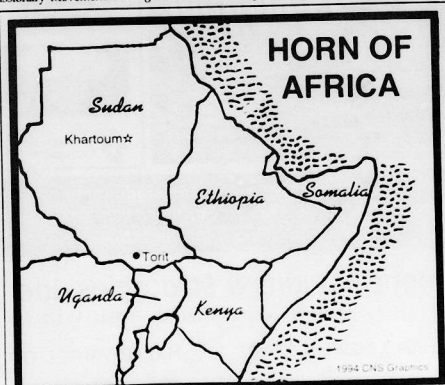 HORN OF
AFRICA
Sudan
Khartoum
Ethiopia
Somalia
Torit
Uganda
Kenya
1994 CNS Graphics